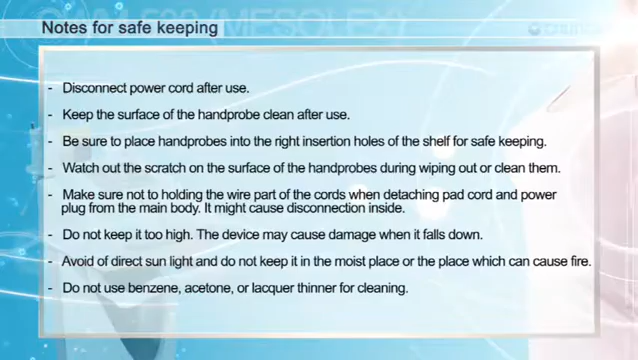 Notes for safe keeping
- Disconnect power cord after use.
- Keep the surface of the handprobe clean after use.
- Be sure to place handprobes into the right insertion holes of the shelf for safe keeping.
- Watch out the scratch on the surface of the handprobes during wiping out or clean them.
- Make sure not to holding the wire part of the cords when detaching pad cord and power
plug from the main body. It might cause disconnection inside.
- Do not keep it too high. The device may cause damage when it falls down.
- Avoid of direct sun light and do not keep it in the moist place or the place which can cause fire.
- Do not use benzene, acetone, or lacquer thinner for cleaning.